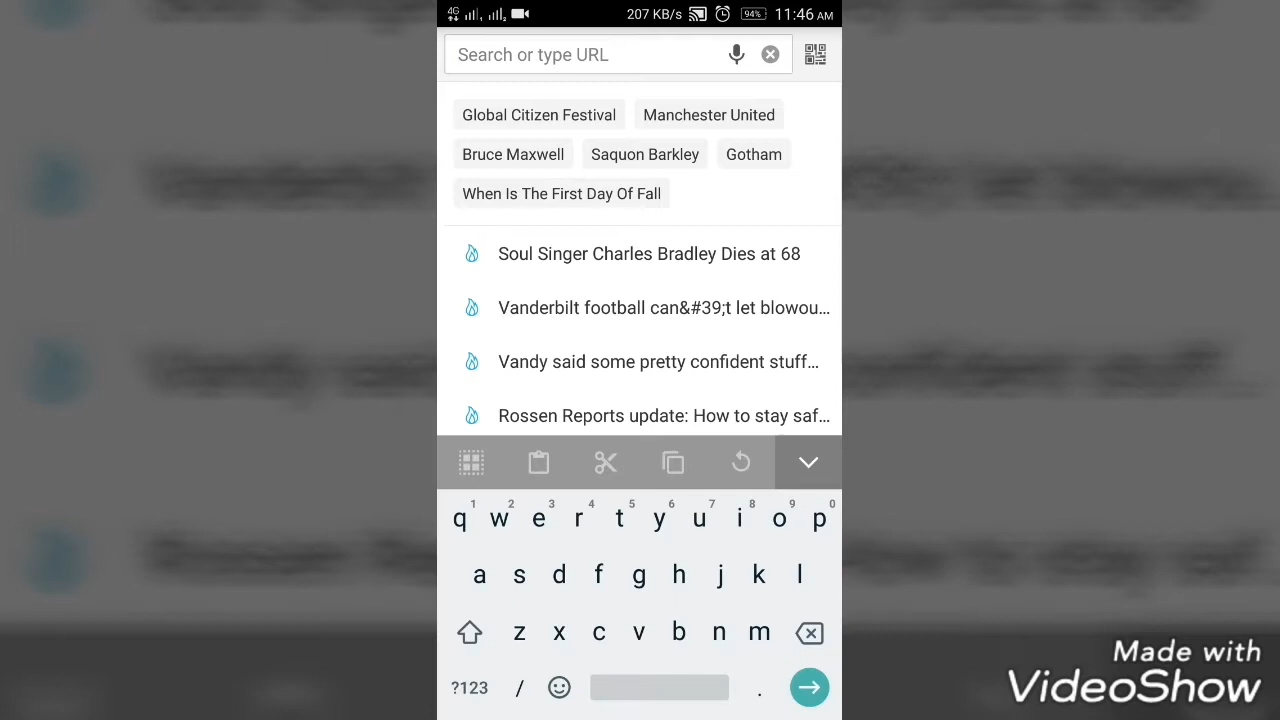 4G 207 KB/s 94% 11:46 AM
Search or type URL
Global Citizen Festival Manchester United
Bruce Maxwell Saquon Barkley Gotham
When Is The First Day Of Fall
Soul Singer Charles Bradley Dies at 68
Vanderbilt football can&#39;t let blowou...
Vandy said some pretty confident stuff...
Rossen Reports update: How to stay saf...
1 2 3 4 5 6 7 8 9 0
q w e r t y u i o p
a s d f g h j k l
z x c v b n m
?123 / .
Made with
VideoShow